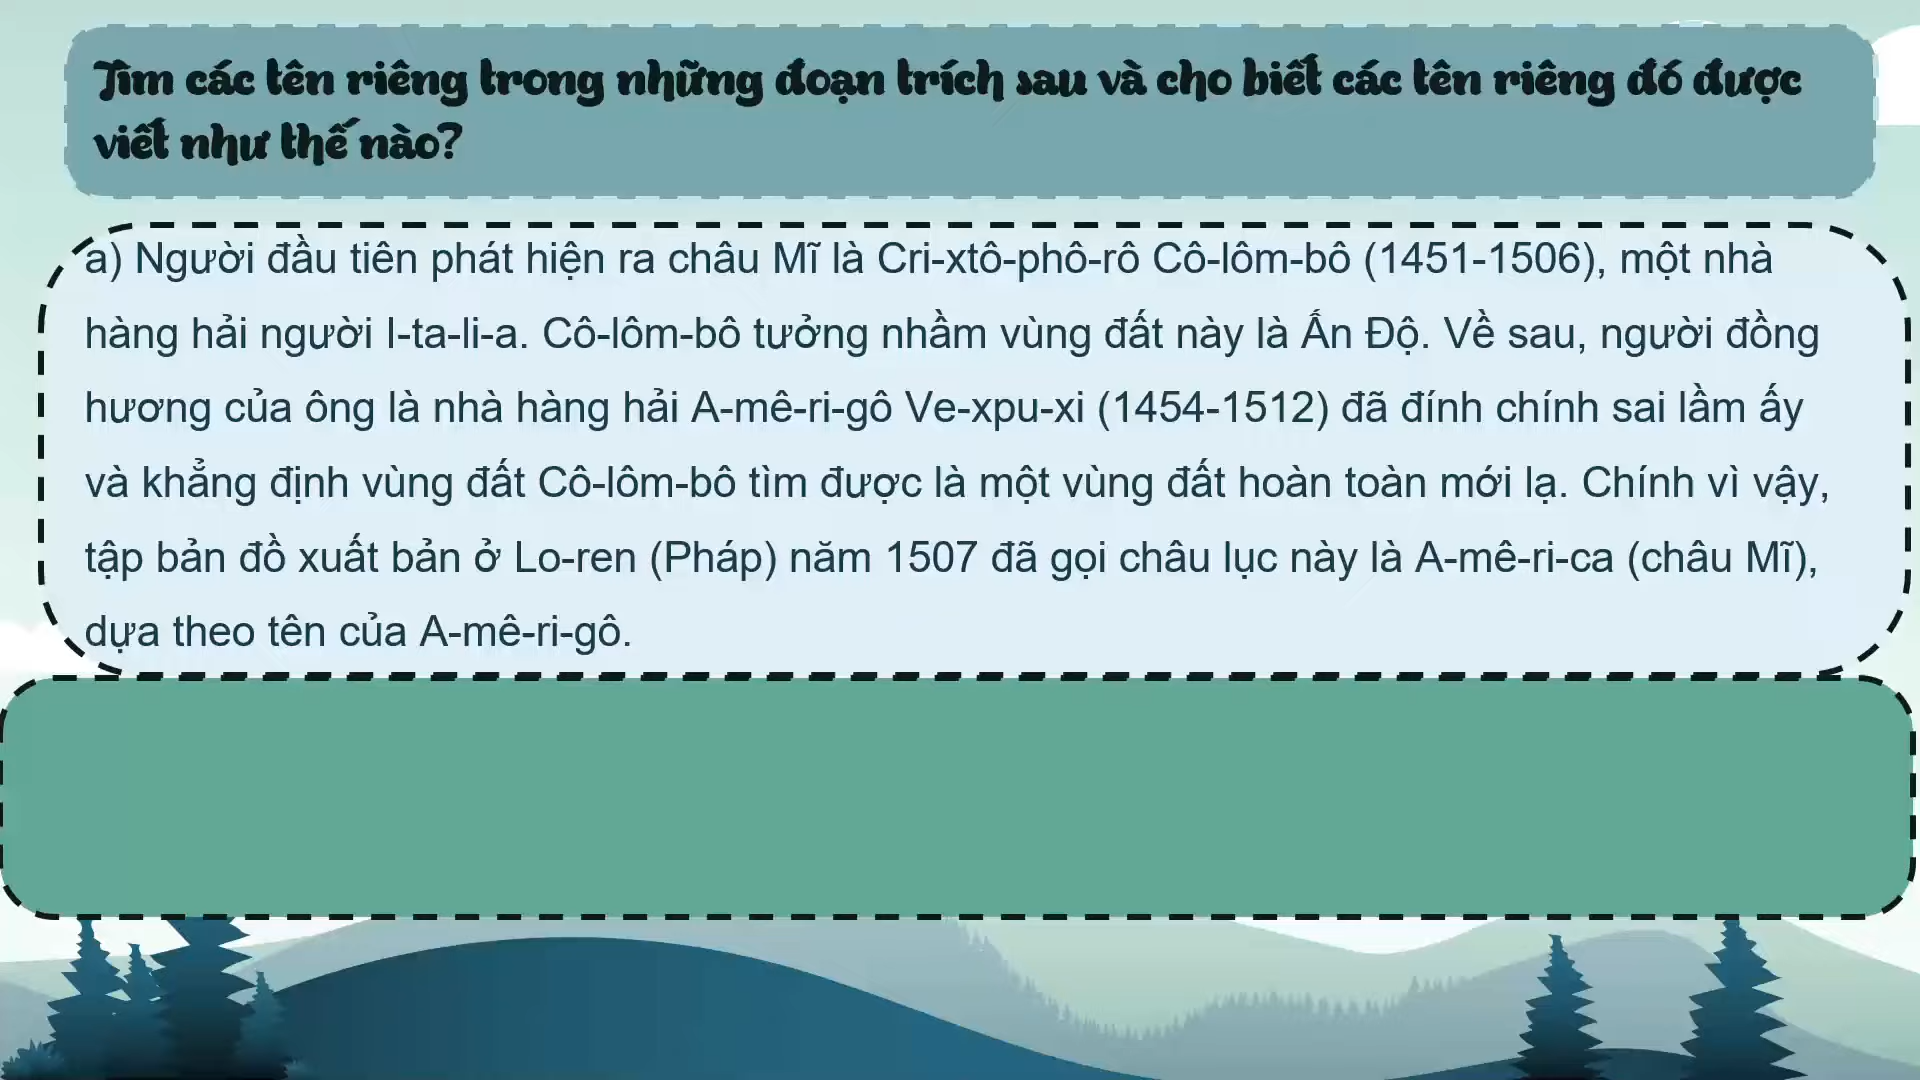 Tìm các tên riêng trong những đoạn trích sau và cho biết các tên riêng đó được
viết như thế nào?
a) Người đầu tiên phát hiện ra châu Mĩ là Cri-xtô-phô-rô Cô-lôm-bô (1451-1506), một nhà
hàng hải người I-ta-li-a. Cô-lôm-bô tưởng nhầm vùng đất này là Ấn Độ. Về sau, người đồng
hương của ông là nhà hàng hải A-mê-ri-gô Ve-xpu-xi (1454-1512) đã đính chính sai lầm ấy
và khẳng định vùng đất Cô-lôm-bô tìm được là một vùng đất hoàn toàn mới lạ. Chính vì vậy,
tập bản đồ xuất bản ở Lo-ren (Pháp) năm 1507 đã gọi châu lục này là A-mê-ri-ca (châu Mĩ),
dựa theo tên của A-mê-ri-gô.